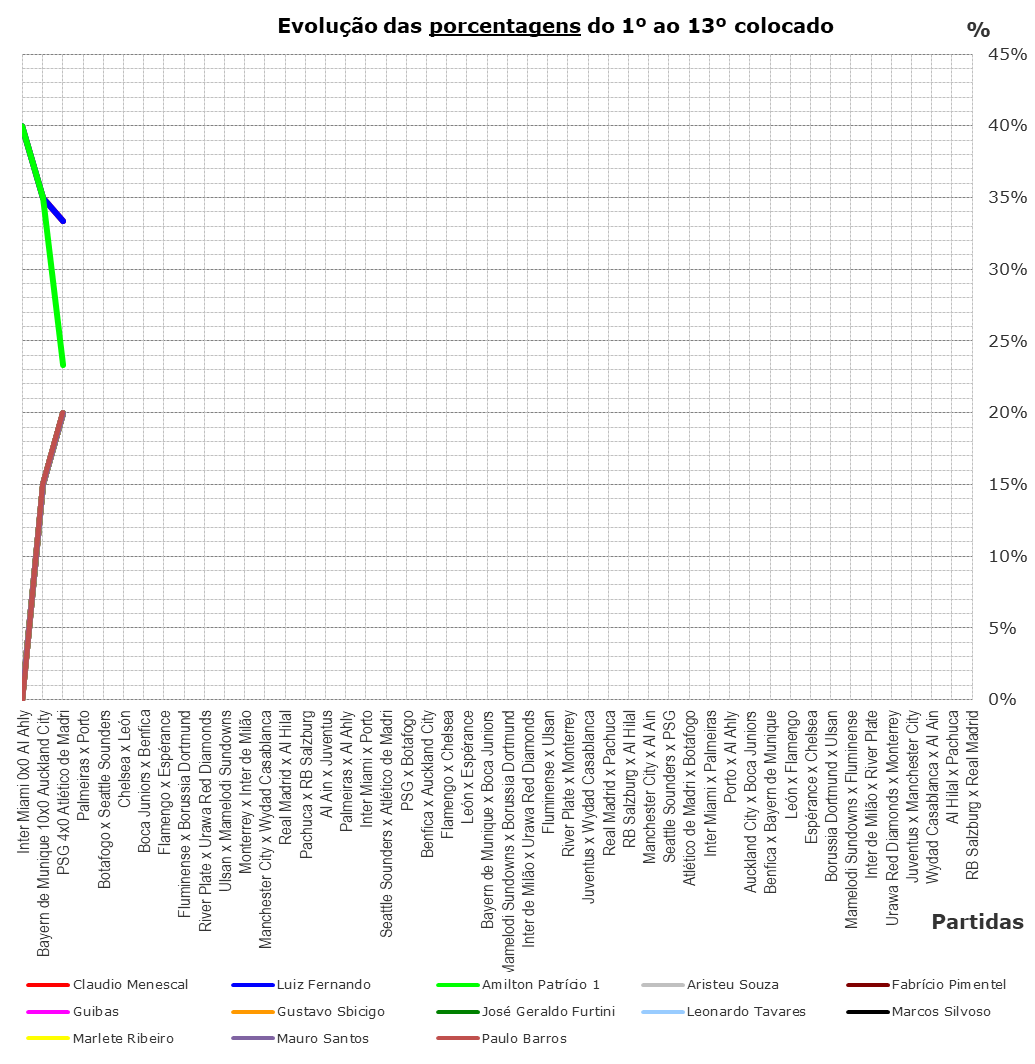 Evolução das porcentagens do 1º ao 13º colocado
%
45%
40%
35%
30%
25%
20%
15%
10%
5%
0%
Inter Miami 0x0 Al Ahly
Bayern de Munique 10x0 Auckland City
PSG 4x0 Atlético de Madri
Palmeiras x Porto
Botafogo x Seattle Sounders
Chelsea x León
Boca Juniors x Benfica
Flamengo x Espérance
Fluminense x Borussia Dortmund
River Plate x Urawa Red Diamonds
Ulsan x Mamelodi Sundowns
Monterrey x Inter de Milão
Manchester City x Wydad Casablanca
Real Madrid x Al Hilal
Pachuca x RB Salzburg
Al Ain x Juventus
Palmeiras x Al Ahly
Inter Miami x Porto
Seattle Sounders x Atlético de Madri
PSG x Botafogo
Benfica x Auckland City
Flamengo x Chelsea
León x Espérance
Bayern de Munique x Boca Juniors
Mamelodi Sundowns x Borussia Dortmund
Inter de Milão x Urawa Red Diamonds
Fluminense x Ulsan
River Plate x Monterrey
Juventus x Wydad Casablanca
Real Madrid x Pachuca
RB Salzburg x Al Hilal
Manchester City x Al Ain
Seattle Sounders x PSG
Atlético de Madri x Botafogo
Inter Miami x Palmeiras
Porto x Al Ahly
Auckland City x Boca Juniors
Benfica x Bayern de Munique
León x Flamengo
Espérance x Chelsea
Borussia Dortmund x Ulsan
Mamelodi Sundowns x Fluminense
Inter de Milão x River Plate
Urawa Red Diamonds x Monterrey
Juventus x Manchester City
Wydad Casablanca x Al Ain
Al Hilal x Pachuca
RB Salzburg x Real Madrid
Partidas
Claudio Menescal Luiz Fernando Amilton Patrício 1 Aristeu Souza Fabrício Pimentel
Guibas Gustavo Sbicigo José Geraldo Furtini Leonardo Tavares Marcos Silvoso
Marlete Ribeiro Mauro Santos Paulo Barros